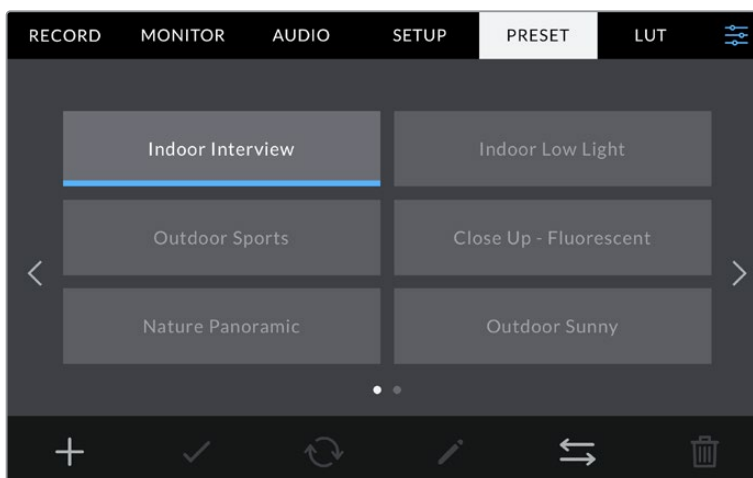 RECORD MONITOR AUDIO SETUP PRESET LUT
Indoor Interview Indoor Low Light
Outdoor Sports Close Up - Fluorescent
Nature Panoramic Outdoor Sunny